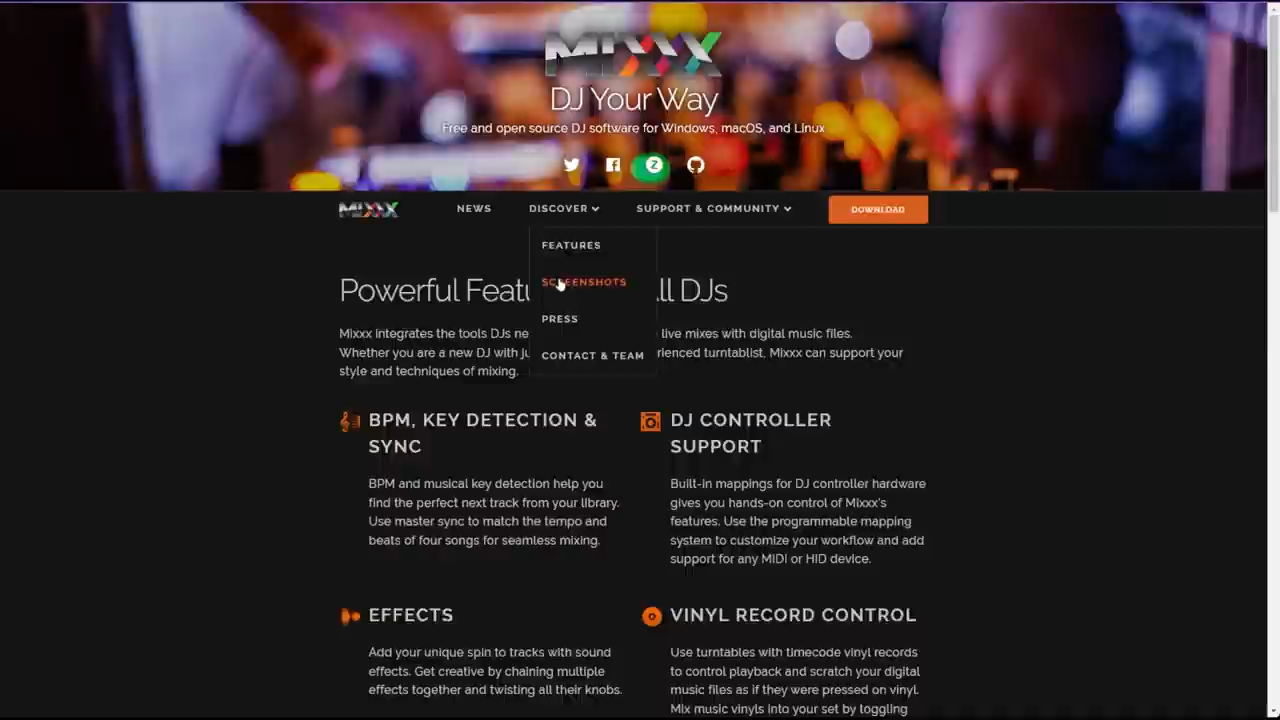 MIXXX
DJ Your Way
Free and open source DJ software for Windows, macOS, and Linux
MIXXX
NEWS
DISCOVER
SUPPORT & COMMUNITY
DOWNLOAD
FEATURES
SCREENSHOTS
PRESS
CONTACT & TEAM
Powerful Featu ll DJs
Mixxx integrates the tools DJs ne live mixes with digital music files.
Whether you are a new DJ with ju rienced turntablist, Mixxx can support your
style and techniques of mixing.
BPM, KEY DETECTION &
SYNC
BPM and musical key detection help you
find the perfect next track from your library.
Use master sync to match the tempo and
beats of four songs for seamless mixing.
DJ CONTROLLER
SUPPORT
Built-in mappings for DJ controller hardware
gives you hands-on control of Mixxx's
features. Use the programmable mapping
system to customize your workflow and add
support for any MIDI or HID device.
EFFECTS
Add your unique spin to tracks with sound
effects. Get creative by chaining multiple
effects together and twisting all their knobs.
VINYL RECORD CONTROL
Use turntables with timecode vinyl records
to control playback and scratch your digital
music files as if they were pressed on vinyl.
Mix music vinyls into your set by toggling